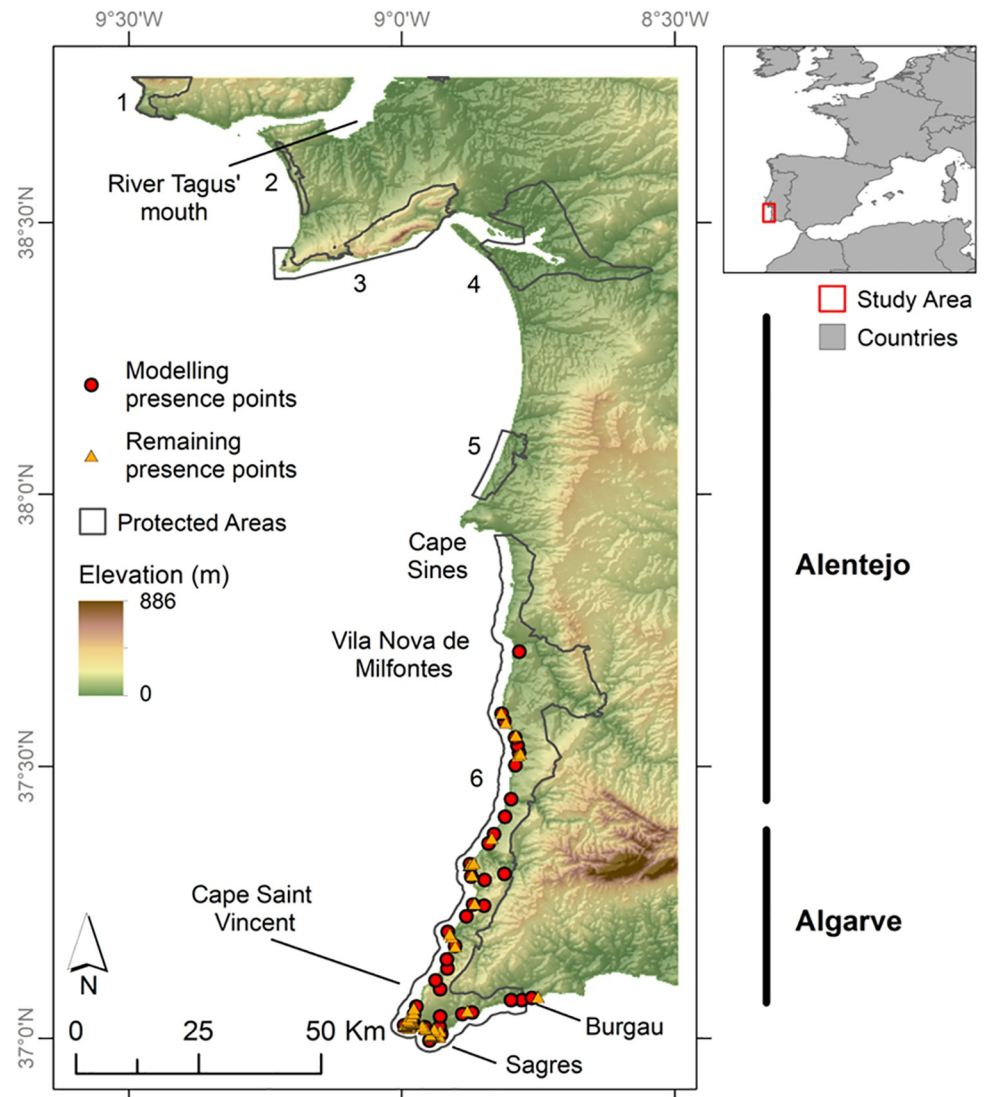 9°30'W
9°0'W
8°30'W
1
River Tagus'
mouth
2
38°30'N
3
4
Study Area
Countries
Modelling
presence points
Remaining
presence points
Protected Areas
5
38°0'N
Cape
Sines
Elevation (m)
886
0
Alentejo
Vila Nova de
Milfontes
37°30'N
6
Cape Saint
Vincent
Algarve
N
0
25
50 Km
37°0'N
Burgau
Sagres